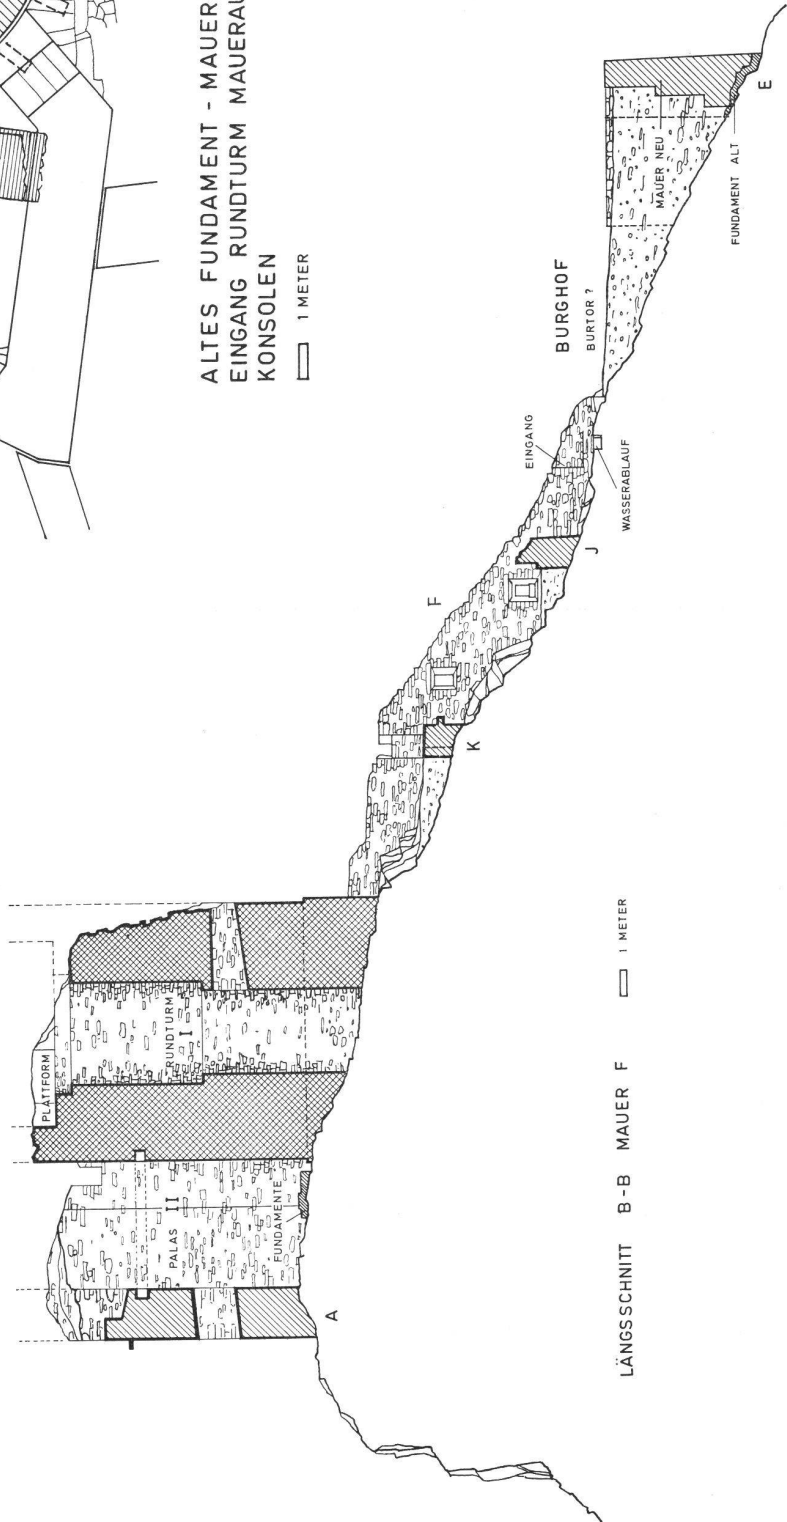 ALTES FUNDAMENT - MAUER
EINGANG RUNDTURM
KONSOLEN
1 METER
PLATTFORM
RUNDTURM
I
PALAS II
FUNDAMENTE
A
K
F
J
EINGANG
WASSERABLAUF
BURGHOF
BURTOR ?
MAUER NEU
FUNDAMENT ALT
E
LÄNGSSCHNITT B-B MAUER F
1 METER